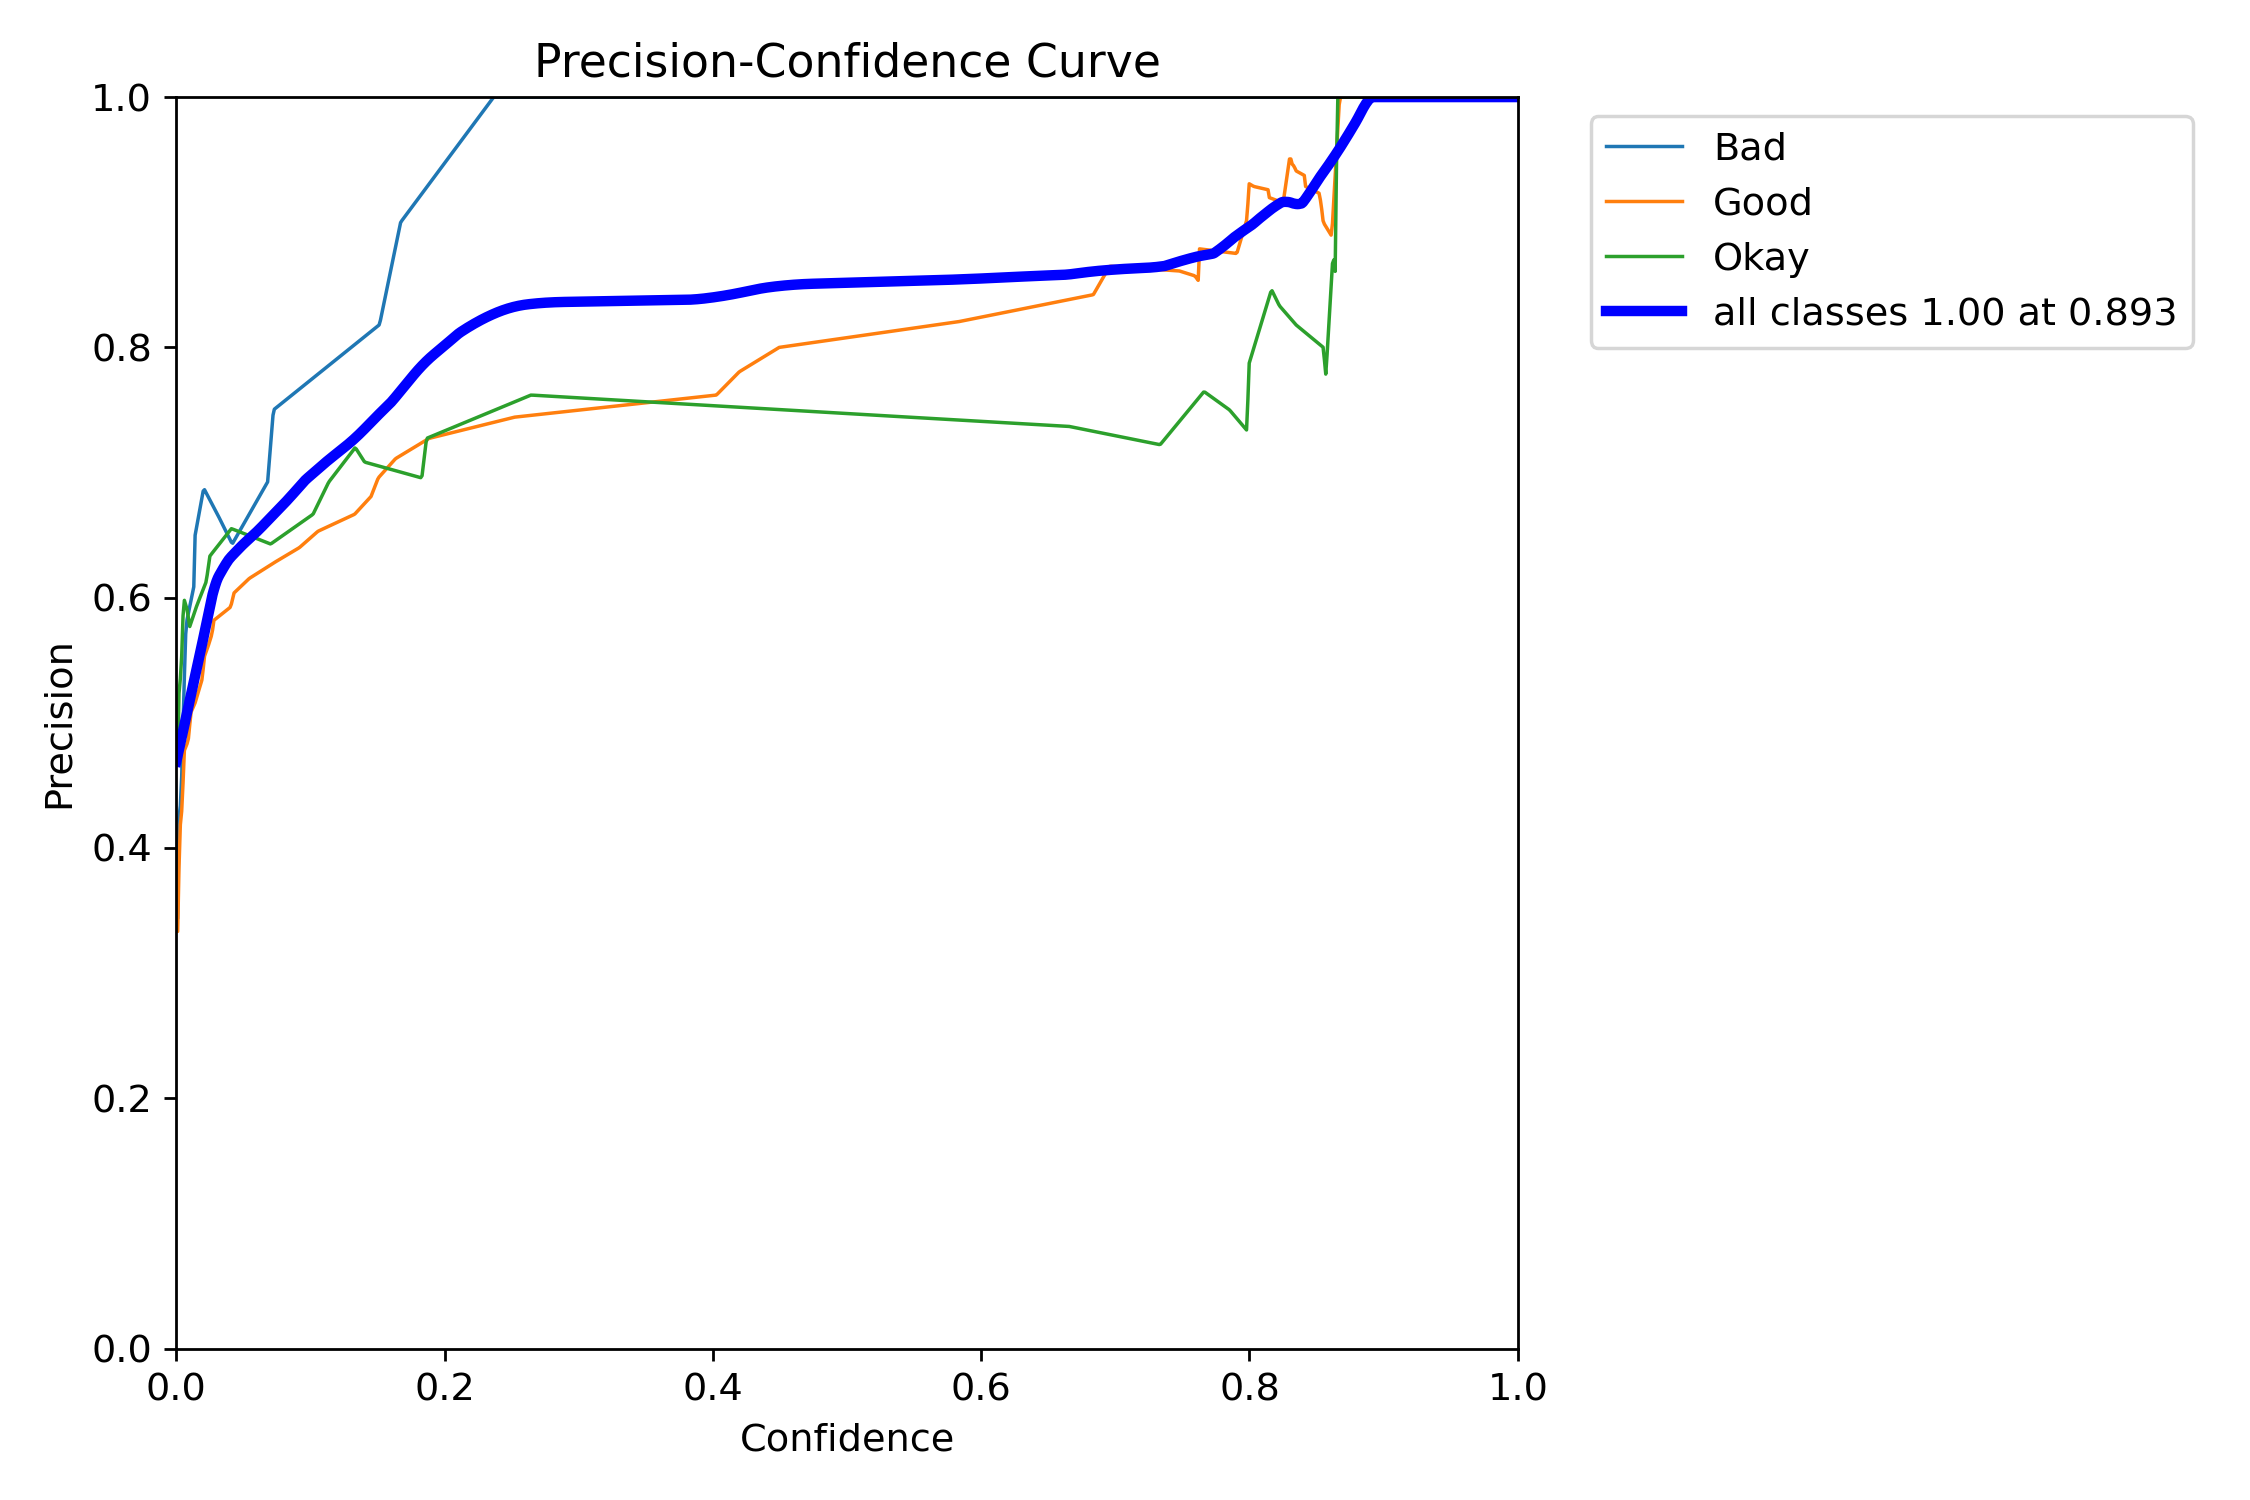 Precision-Confidence Curve
1.0
0.8
0.6
0.4
0.2
0.0
Precision
0.0 0.2 0.4 0.6 0.8 1.0
Confidence
Bad
Good
Okay
all classes 1.00 at 0.893